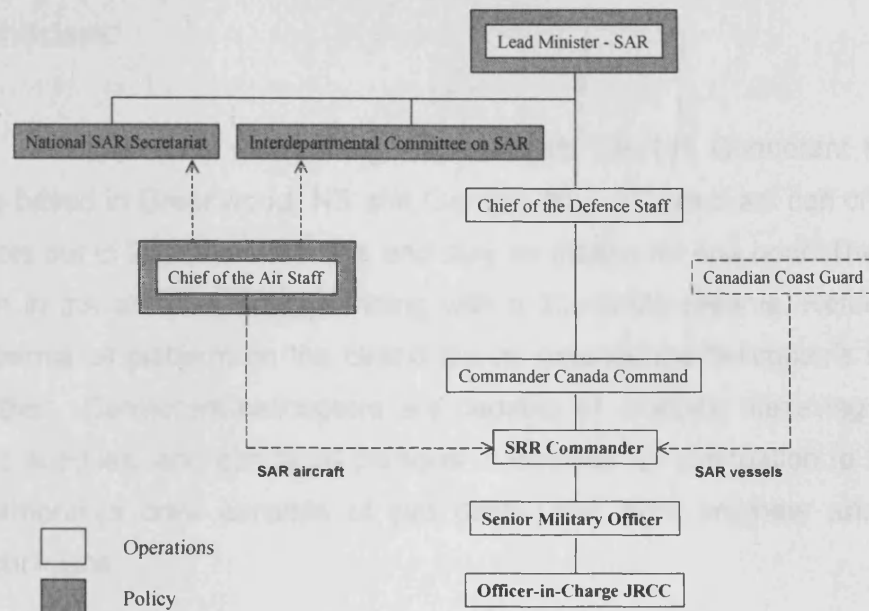 Lead Minister - SAR
National SAR Secretariat
Interdepartmental Committee on SAR
Chief of the Defence Staff
Chief of the Air Staff
Canadian Coast Guard
Commander Canada Command
SRR Commander
SAR aircraft
SAR vessels
Senior Military Officer
Operations
Officer-in-Charge JRCC
Policy